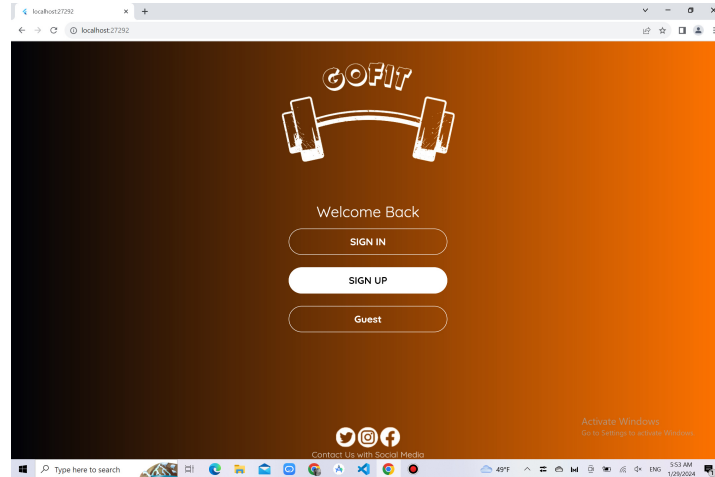 localhost:27292
localhost:27292
GOFIT
Welcome Back
SIGN IN
SIGN UP
Guest
Contact Us with Social Media
Activate Windows
Go to Settings to activate Windows.
Type here to search
49°F
ENG
5:53 AM
1/29/2024